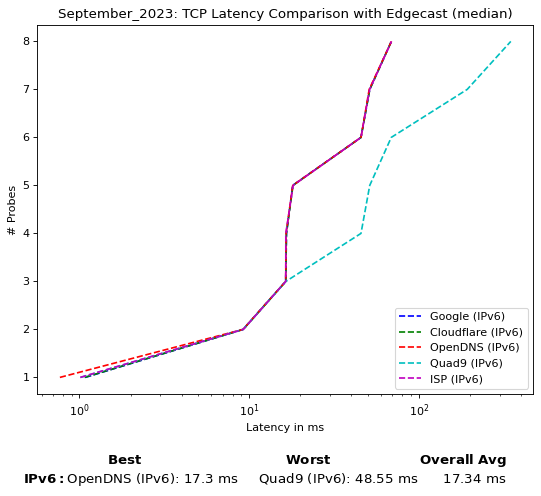 September_2023: TCP Latency Comparison with Edgecast (median)
8
7
6
5
4
3
2
1
# Probes
10⁰ 10¹ 10²
Latency in ms
Google (IPv6)
Cloudflare (IPv6)
OpenDNS (IPv6)
Quad9 (IPv6)
ISP (IPv6)
Best Worst Overall Avg
IPv6: OpenDNS (IPv6): 17.3 ms Quad9 (IPv6): 48.55 ms 17.34 ms